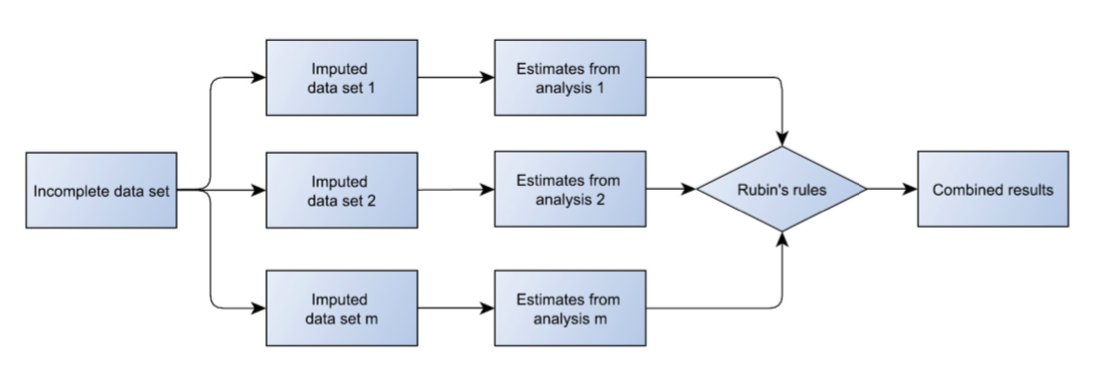 Incomplete data set
Imputed
data set 1
Imputed
data set 2
Imputed
data set m
Estimates from
analysis 1
Estimates from
analysis 2
Estimates from
analysis m
Rubin's rules
Combined results